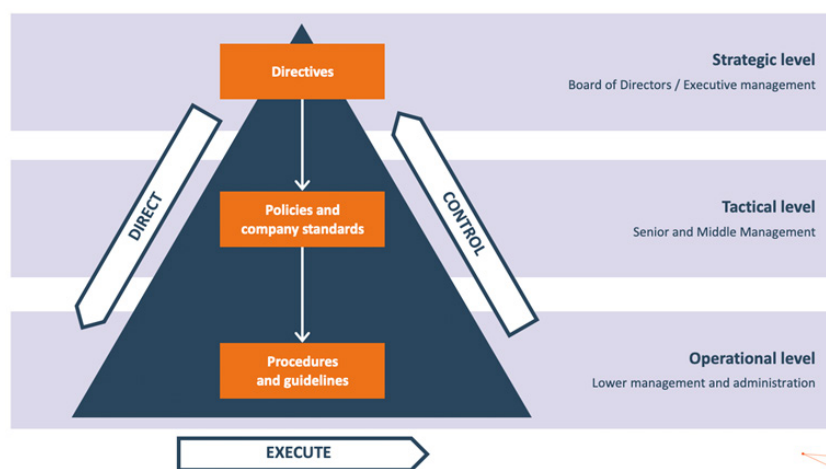 Directives
Strategic level
Board of Directors / Executive management
DIRECT
CONTROL
Policies and
company standards
Tactical level
Senior and Middle Management
Procedures
and guidelines
Operational level
Lower management and administration
EXECUTE